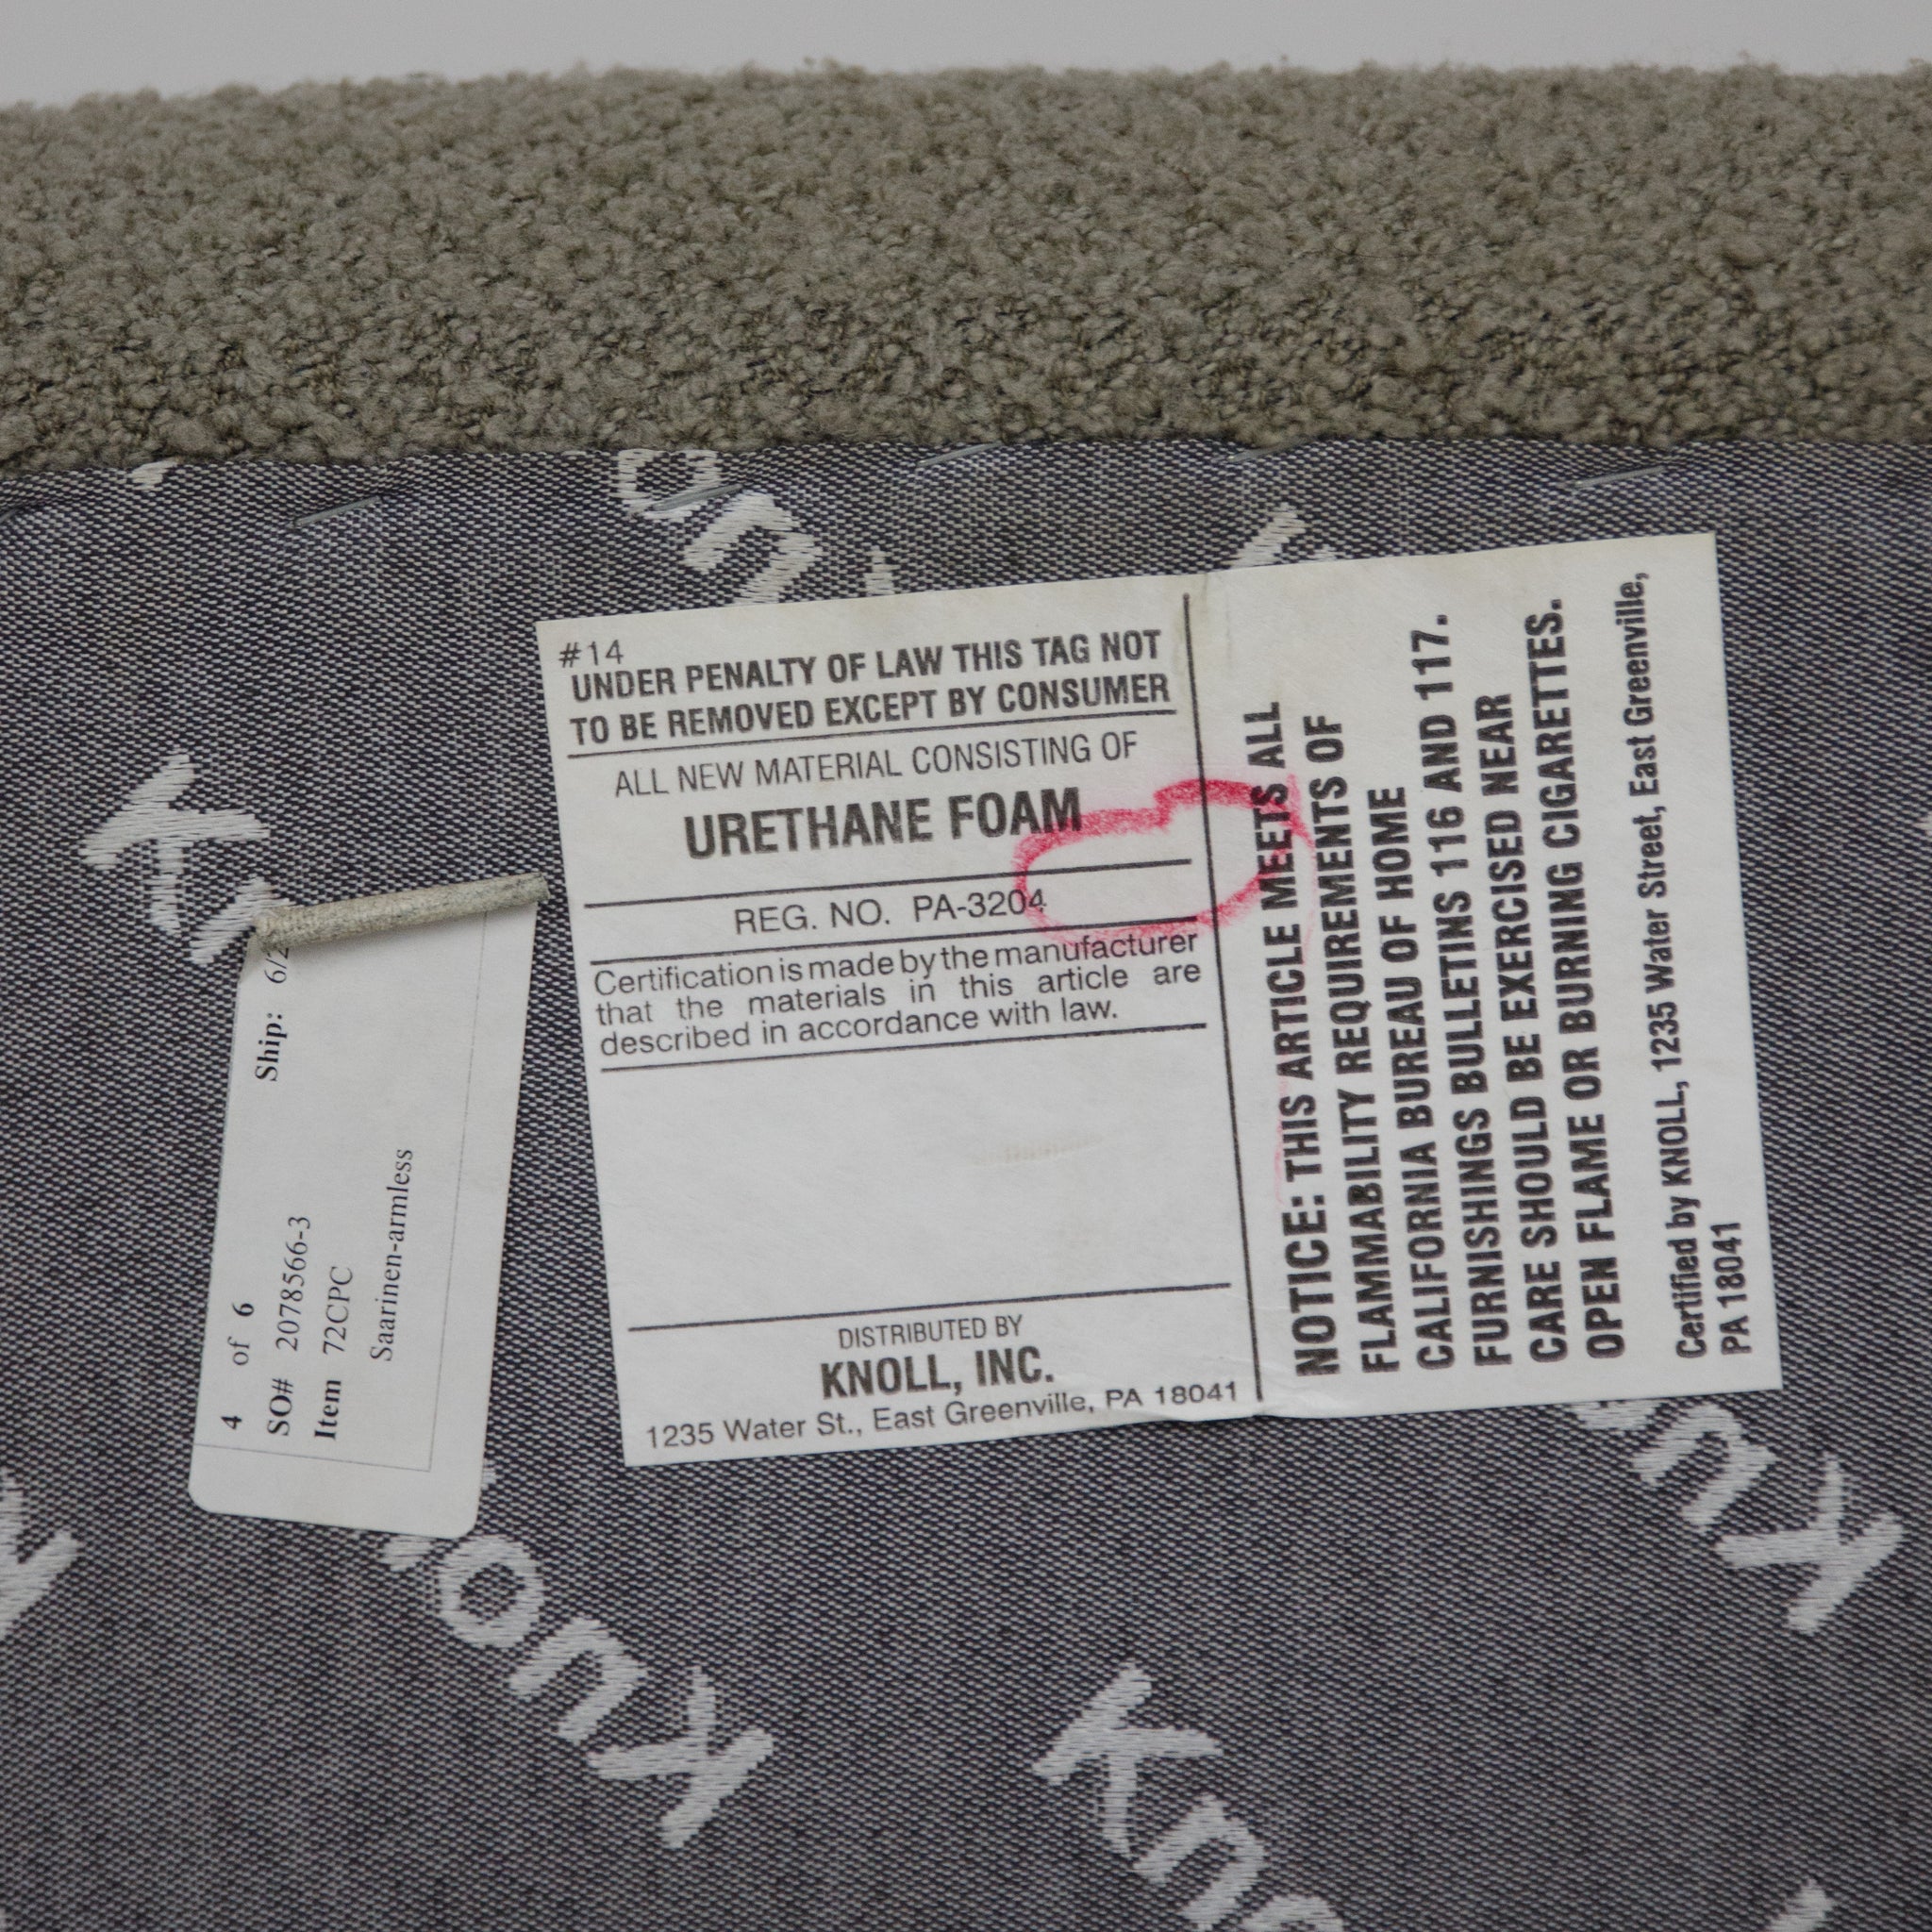 #14
UNDER PENALTY OF LAW THIS TAG NOT
TO BE REMOVED EXCEPT BY CONSUMER
ALL NEW MATERIAL CONSISTING OF
URETHANE FOAM
REG. NO. PA-3204
Certification is made by the manufacturer
that the materials in this article are
described in accordance with law.
DISTRIBUTED BY
KNOLL, INC.
1235 Water St., East Greenville, PA 18041
NOTICE: THIS ARTICLE MEETS ALL
FLAMMABILITY REQUIREMENTS OF
CALIFORNIA BUREAU OF HOME
FURNISHINGS BULLETINS 116 AND 117.
CARE SHOULD BE EXERCISED NEAR
OPEN FLAME OR BURNING CIGARETTES.
Certified by KNOLL, 1235 Water Street, East Greenville,
PA 18041
4 of 6 Ship: 6/2
SO# 2078566-3
Item 72CPC
Saarinen-armless